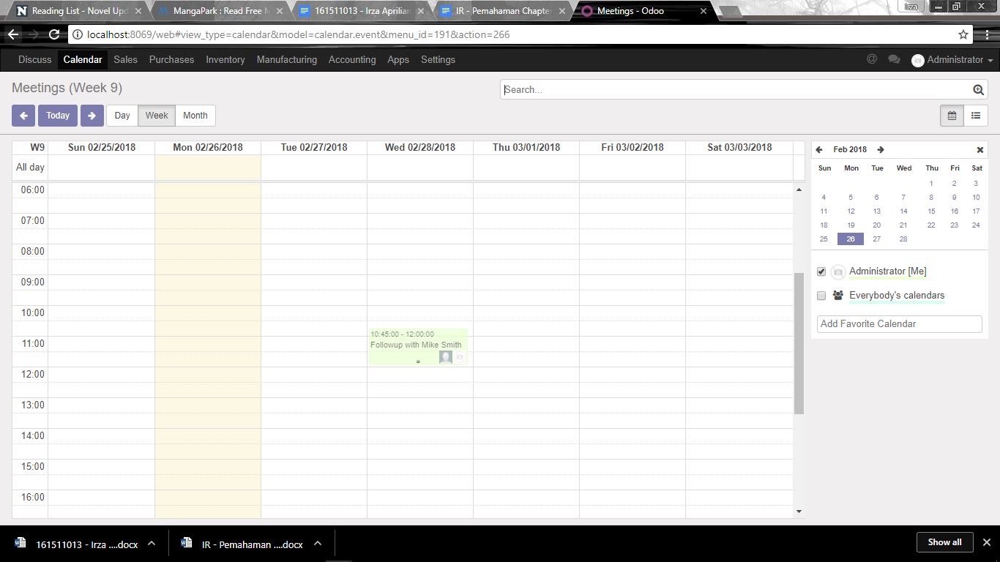 Reading List - Novel Upd
MangaPark : Read Free M
161511013 - Irza Aprilian
IR - Pemahaman Chapter
Meetings - Odoo
Irza
localhost:8069/web#view_type=calendar&model=calendar.event&menu_id=191&action=266
Discuss Calendar Sales Purchases Inventory Manufacturing Accounting Apps Settings @ Administrator
Meetings (Week 9)
Search...
Today Day Week Month
W9 Sun 02/25/2018 Mon 02/26/2018 Tue 02/27/2018 Wed 02/28/2018 Thu 03/01/2018 Fri 03/02/2018 Sat 03/03/2018
All day
06:00
07:00
08:00
09:00
10:00
11:00
12:00
13:00
14:00
15:00
16:00
10:45:00 - 12:00:00
Followup with Mike Smith
=
Feb 2018
Sun Mon Tue Wed Thu Fri Sat
1 2 3
4 5 6 7 8 9 10
11 12 13 14 15 16 17
18 19 20 21 22 23 24
25 26 27 28
Administrator [Me]
Everybody's calendars
Add Favorite Calendar
161511013 - Irza ....docx
IR - Pemahaman ....docx
Show all